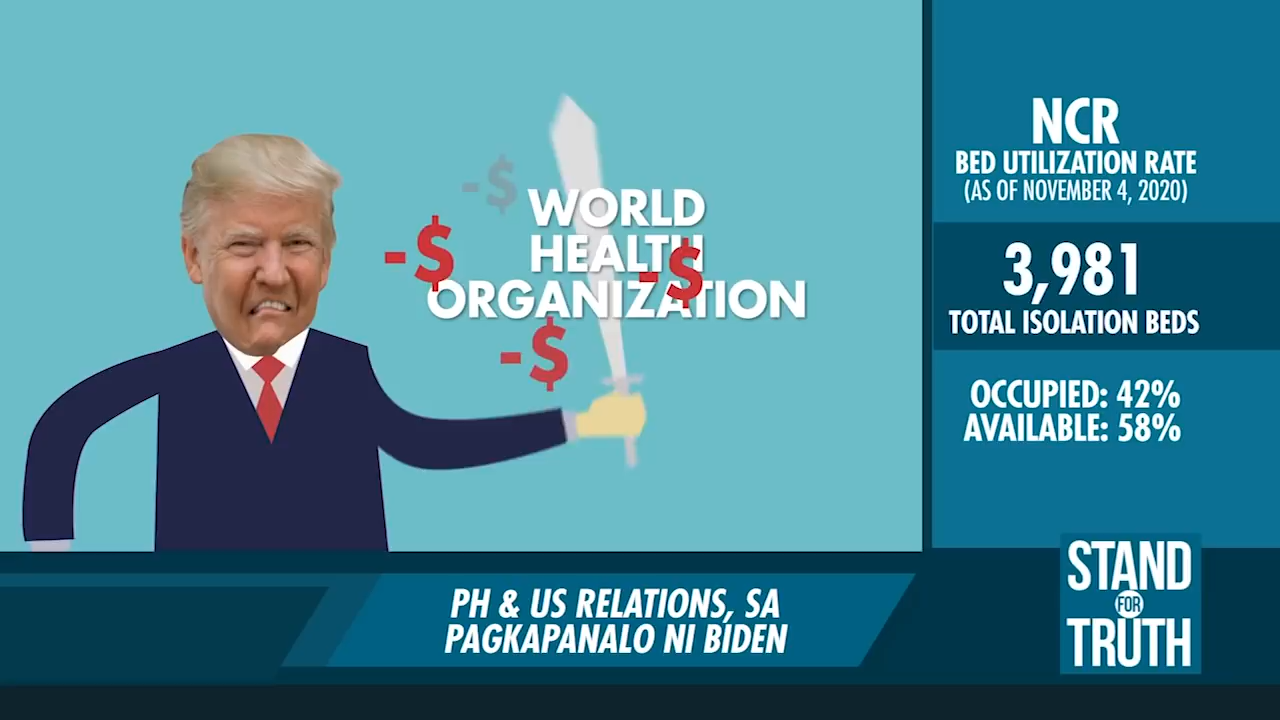 -$
WORLD
-$
HEALTH
-$
ORGANIZATION
-$
NCR
BED UTILIZATION RATE
(AS OF NOVEMBER 4, 2020)
3,981
TOTAL ISOLATION BEDS
OCCUPIED: 42%
AVAILABLE: 58%
PH & US RELATIONS, SA
PAGKAPANALO NI BIDEN
STAND
FOR
TRUTH